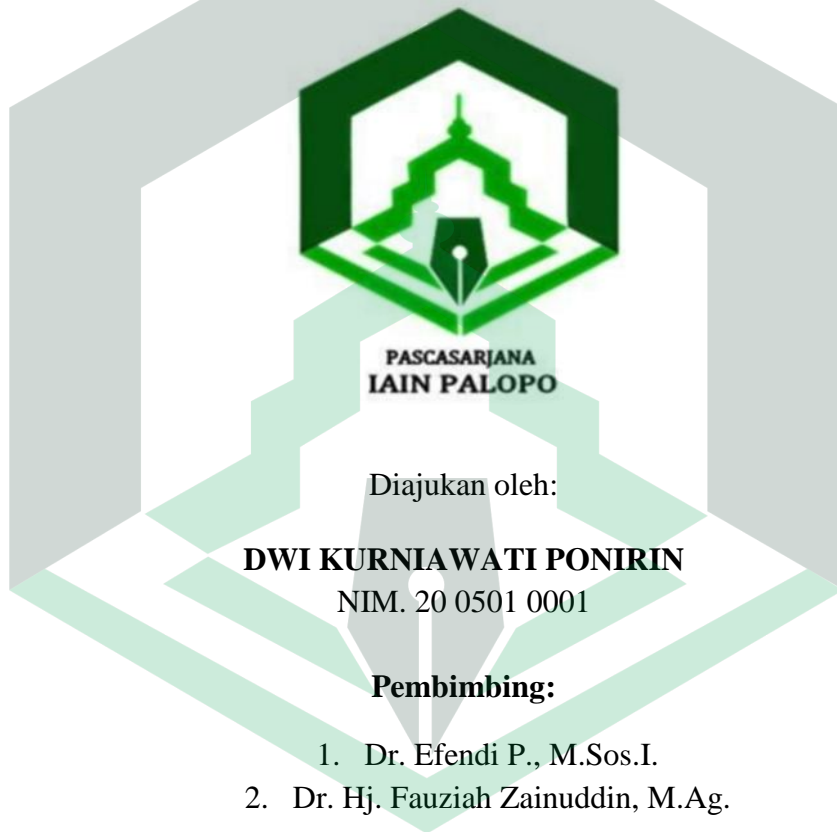 PASCASARJANA
IAIN PALOPO
Diajukan oleh:
DWI KURNIAWATI PONIRIN
NIM. 20 0501 0001
Pembimbing:
1. Dr. Efendi P., M.Sos.I.
2. Dr. Hj. Fauziah Zainuddin, M.Ag.